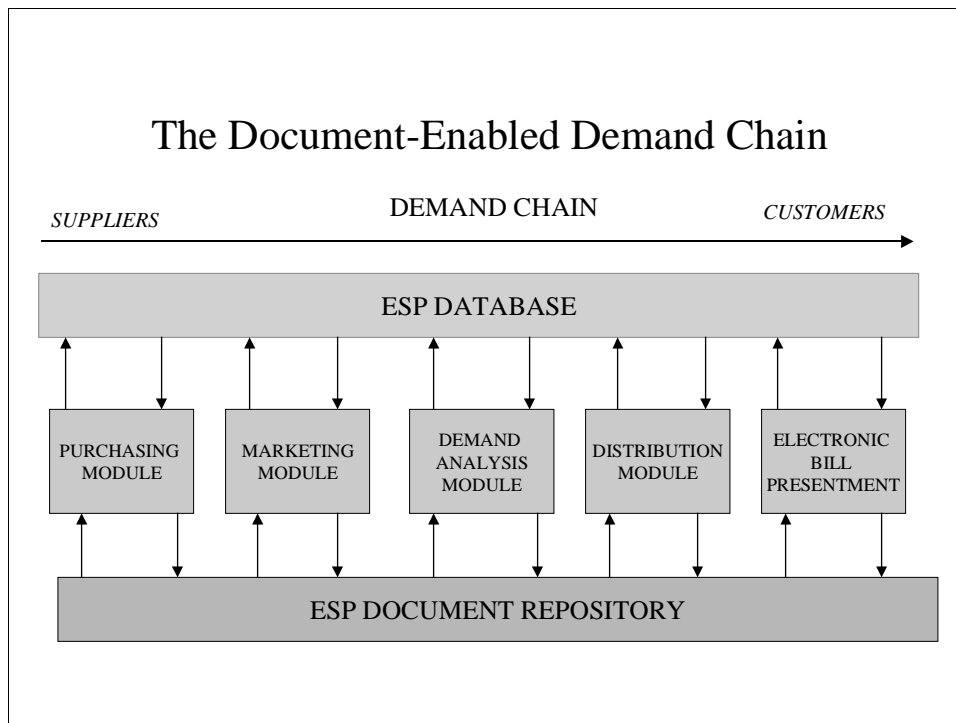 The Document-Enabled Demand Chain
SUPPLIERS
DEMAND CHAIN
CUSTOMERS
ESP DATABASE
PURCHASING
MODULE
MARKETING
MODULE
DEMAND
ANALYSIS
MODULE
DISTRIBUTION
MODULE
ELECTRONIC
BILL
PRESENTMENT
ESP DOCUMENT REPOSITORY